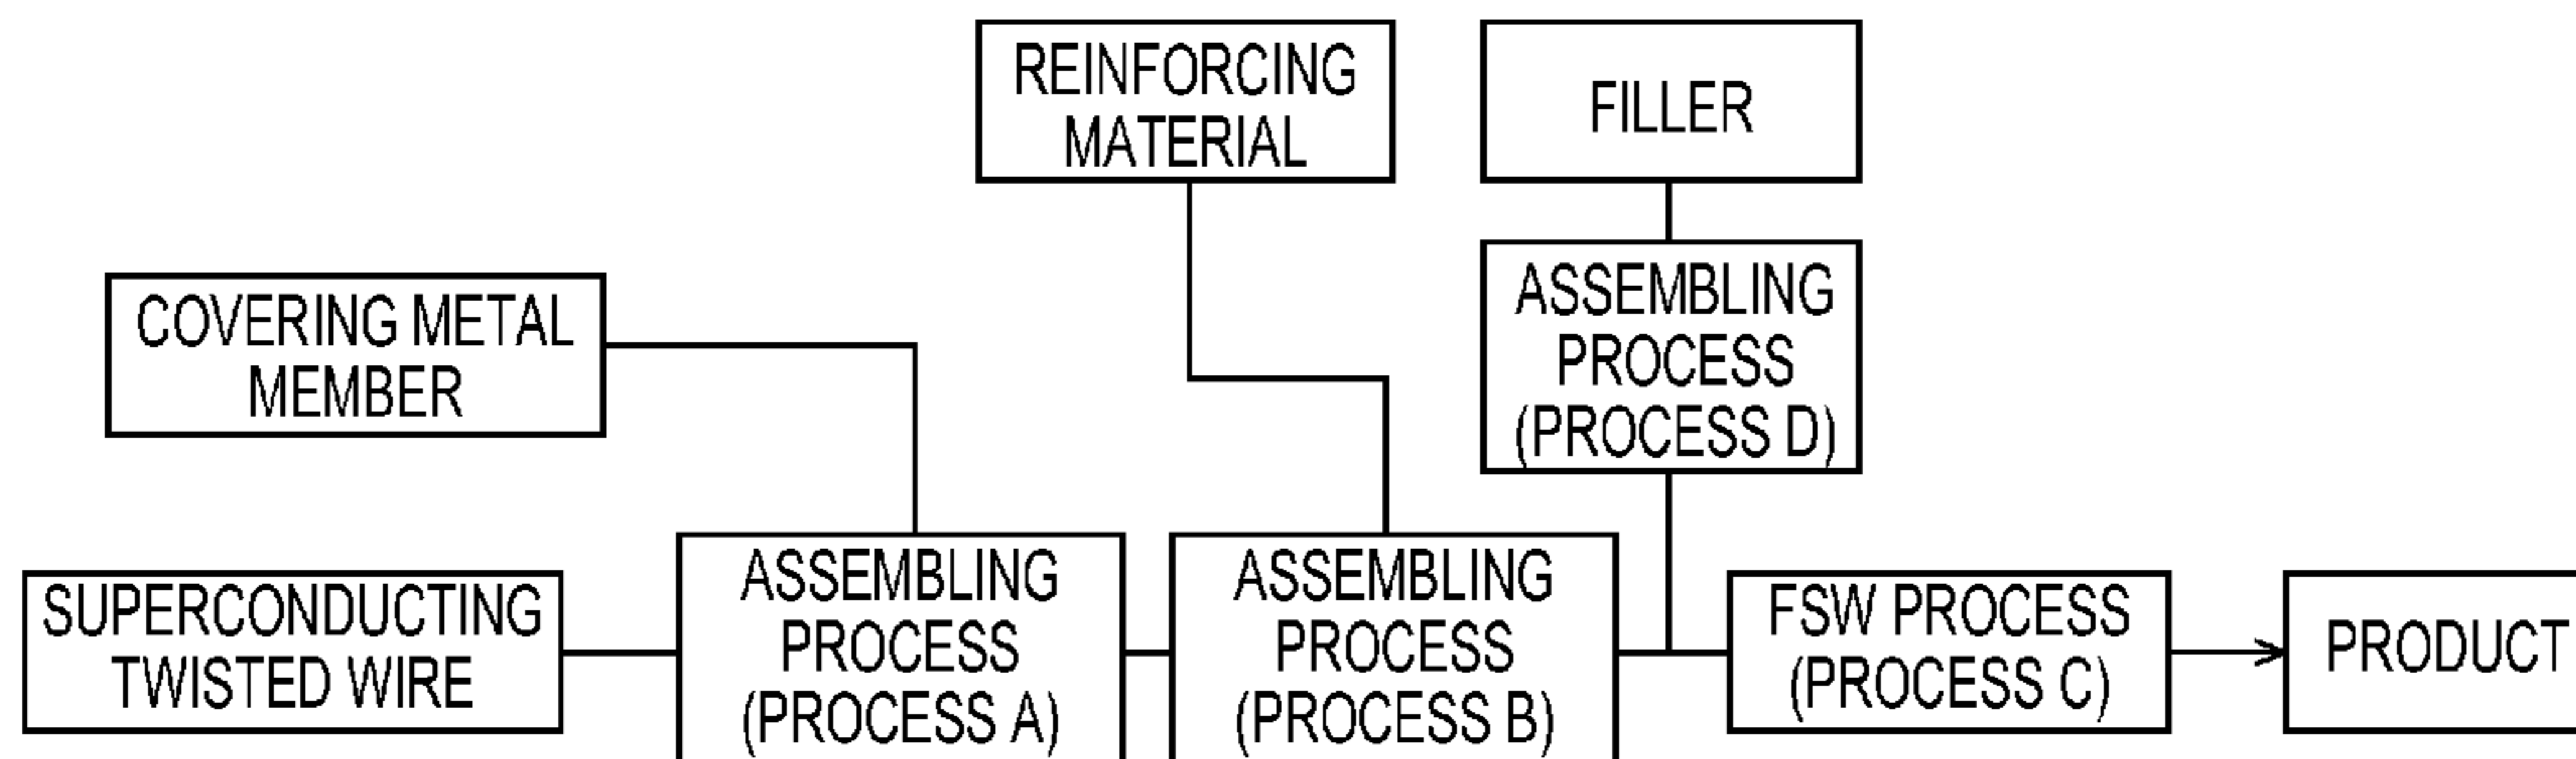 REINFORCING
MATERIAL
FILLER
COVERING METAL
MEMBER
ASSEMBLING
PROCESS
(PROCESS D)
SUPERCONDUCTING
TWISTED WIRE
ASSEMBLING
PROCESS
(PROCESS A)
ASSEMBLING
PROCESS
(PROCESS B)
FSW PROCESS
(PROCESS C)
PRODUCT